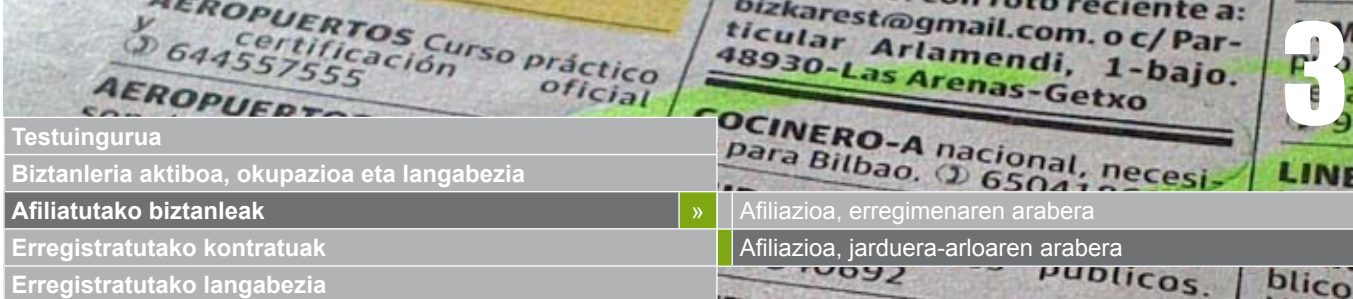 AEROPUERTOS Curso práctico
y certificación oficial
644557555
AEROPUERTOS
bizkarest@gmail.com. o c/ Par-
ticular Arlamendi, 1-bajo.
48930-Las Arenas-Getxo
COCINERO-A nacional, necesi-
para Bilbao.
LINE
3
Testuingurua
Biztanleria aktiboa, okupazioa eta langabezia
Afiliatutako biztanleak »
Afiliazioa, erregimenaren arabera
Erregistratutako kontratuak
Afiliazioa, jarduera-arloaren arabera
Erregistratutako langabezia
públicos.
blico